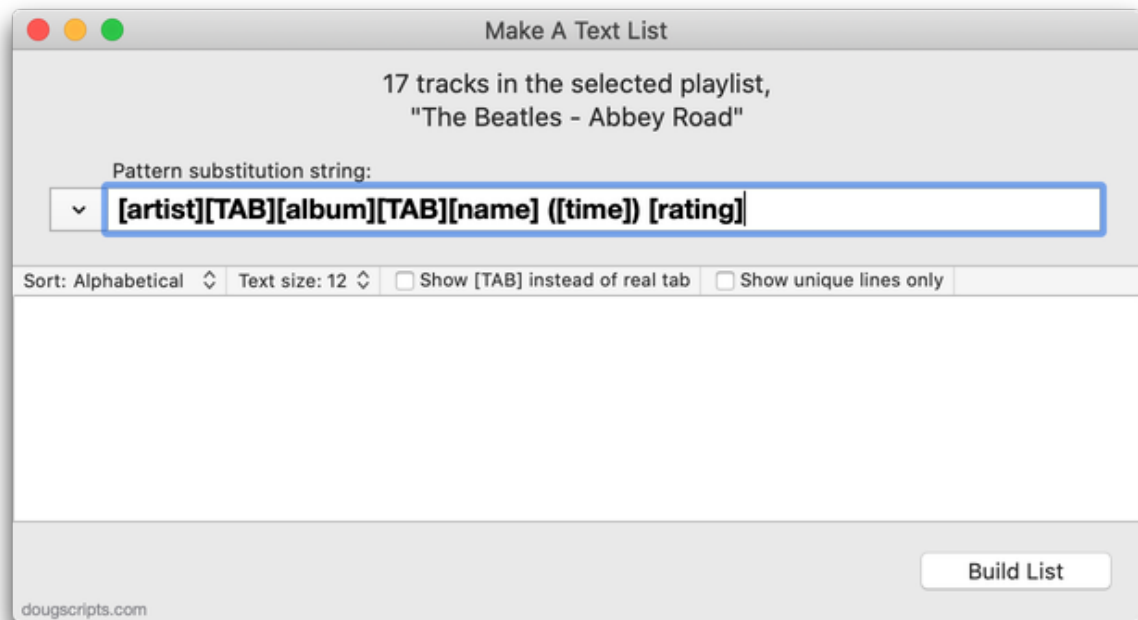 Make A Text List
17 tracks in the selected playlist,
"The Beatles - Abbey Road"
Pattern substitution string:
[artist][TAB][album][TAB][name] ([time]) [rating]
Sort: Alphabetical Text size: 12 Show [TAB] instead of real tab Show unique lines only
Build List
dougscripts.com